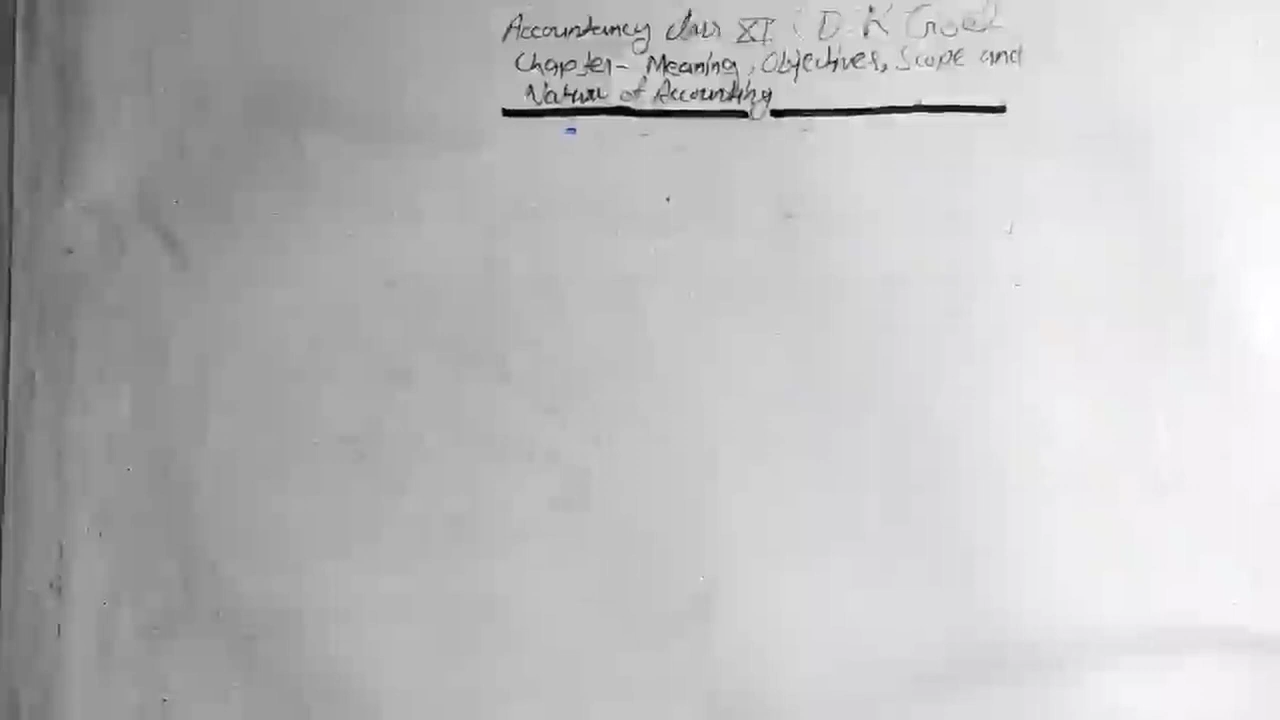 Accountancy class XI (D.K Goel
Chapter- Meaning, Objectives, Scope and
Nature of Accounting